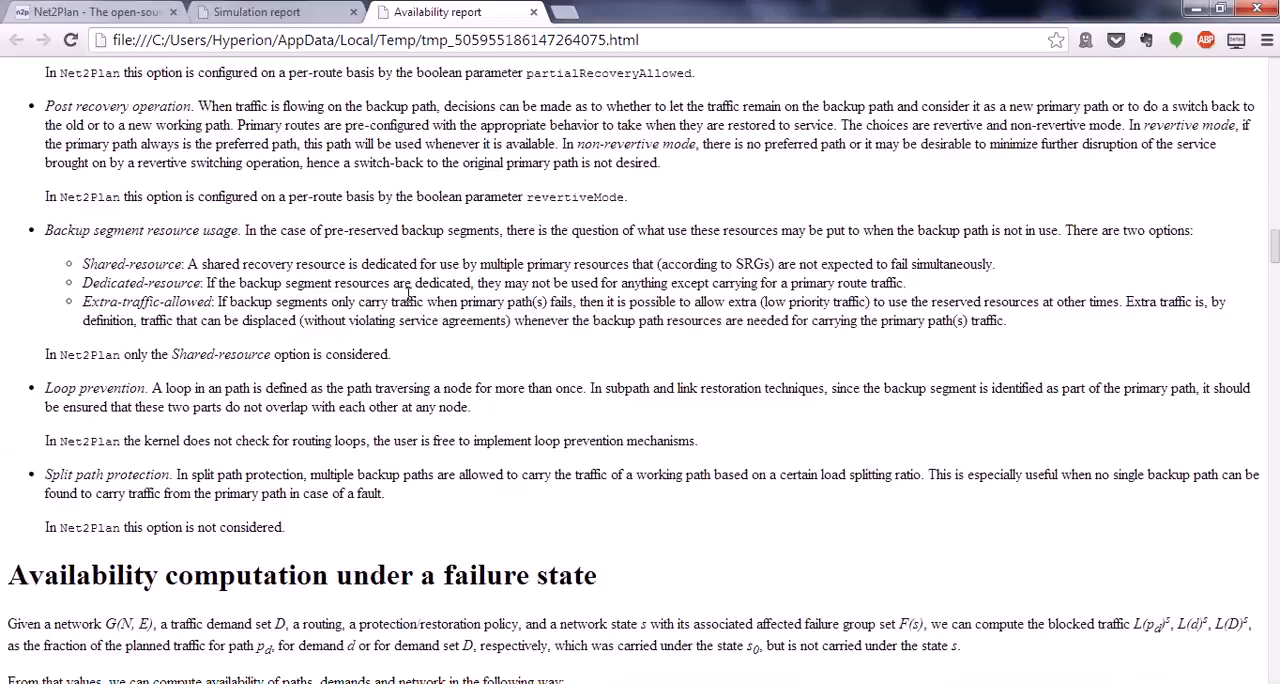 Net2Plan - The open-sou
Simulation report
Availability report
file:///C:/Users/Hyperion/AppData/Local/Temp/tmp_505955186147264075.html
In Net2Plan this option is configured on a per-route basis by the boolean parameter partialRecoveryAllowed.
• Post recovery operation. When traffic is flowing on the backup path, decisions can be made as to whether to let the traffic remain on the backup path and consider it as a new primary path or to do a switch back to
the old or to a new working path. Primary routes are pre-configured with the appropriate behavior to take when they are restored to service. The choices are revertive and non-revertive mode. In revertive mode, if
the primary path always is the preferred path, this path will be used whenever it is available. In non-revertive mode, there is no preferred path or it may be desirable to minimize further disruption of the service
brought on by a revertive switching operation, hence a switch-back to the original primary path is not desired.
In Net2Plan this option is configured on a per-route basis by the boolean parameter revertiveMode.
• Backup segment resource usage. In the case of pre-reserved backup segments, there is the question of what use these resources may be put to when the backup path is not in use. There are two options:
◦ Shared-resource: A shared recovery resource is dedicated for use by multiple primary resources that (according to SRGs) are not expected to fail simultaneously.
◦ Dedicated-resource: If the backup segment resources are dedicated, they may not be used for anything except carrying for a primary route traffic.
◦ Extra-traffic-allowed: If backup segments only carry traffic when primary path(s) fails, then it is possible to allow extra (low priority traffic) to use the reserved resources at other times. Extra traffic is, by
definition, traffic that can be displaced (without violating service agreements) whenever the backup path resources are needed for carrying the primary path(s) traffic.
In Net2Plan only the Shared-resource option is considered.
• Loop prevention. A loop in an path is defined as the path traversing a node for more than once. In subpath and link restoration techniques, since the backup segment is identified as part of the primary path, it should
be ensured that these two parts do not overlap with each other at any node.
In Net2Plan the kernel does not check for routing loops, the user is free to implement loop prevention mechanisms.
• Split path protection. In split path protection, multiple backup paths are allowed to carry the traffic of a working path based on a certain load splitting ratio. This is especially useful when no single backup path can be
found to carry traffic from the primary path in case of a fault.
In Net2Plan this option is not considered.
Availability computation under a failure state
Given a network G(N, E), a traffic demand set D, a routing, a protection/restoration policy, and a network state s with its associated affected failure group set F(s), we can compute the blocked traffic L(p_d)^s, L(d)^s, L(D)^s,
as the fraction of the planned traffic for path p_d, for demand d or for demand set D, respectively, which was carried under the state s_0, but is not carried under the state s.
From that values, we can compute availability of paths, demands and network in the following way: